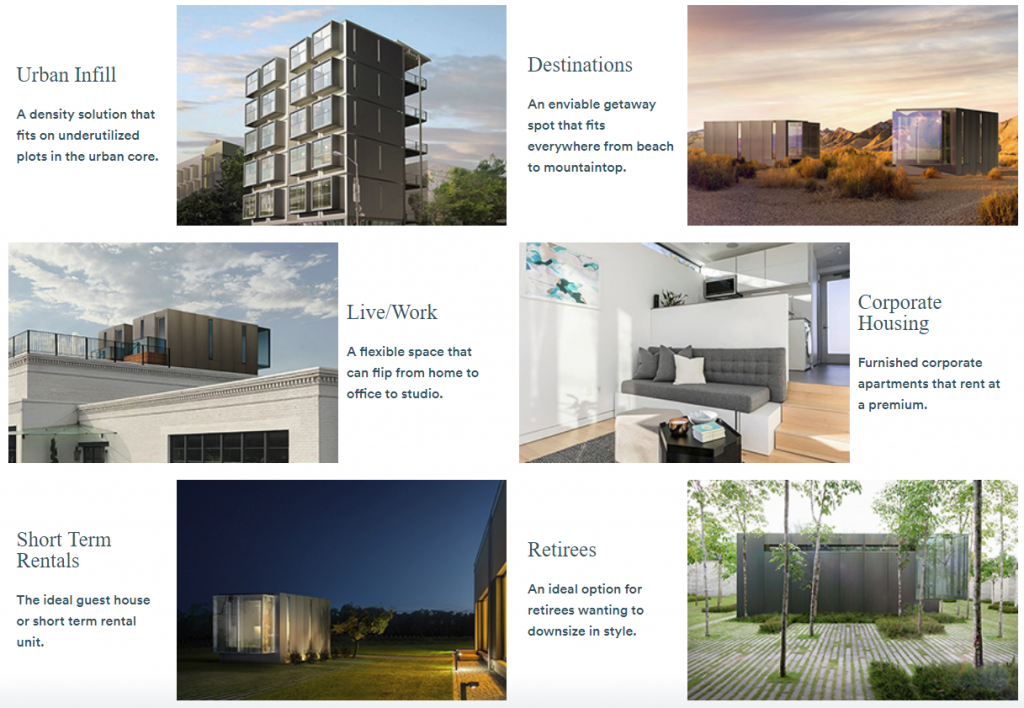 Urban Infill
A density solution that
fits on underutilized
plots in the urban core.
Destinations
An enviable getaway
spot that fits
everywhere from beach
to mountaintop.
Live/Work
A flexible space that
can flip from home to
office to studio.
Corporate
Housing
Furnished corporate
apartments that rent at
a premium.
Short Term
Rentals
The ideal guest house
or short term rental
unit.
Retirees
An ideal option for
retirees wanting to
downsize in style.